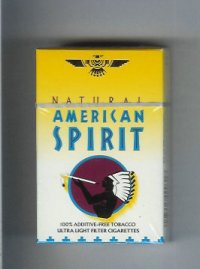 NATURAL
AMERICAN
SPIRIT
100% ADDITIVE-FREE TOBACCO
ULTRA LIGHT FILTER CIGARETTES